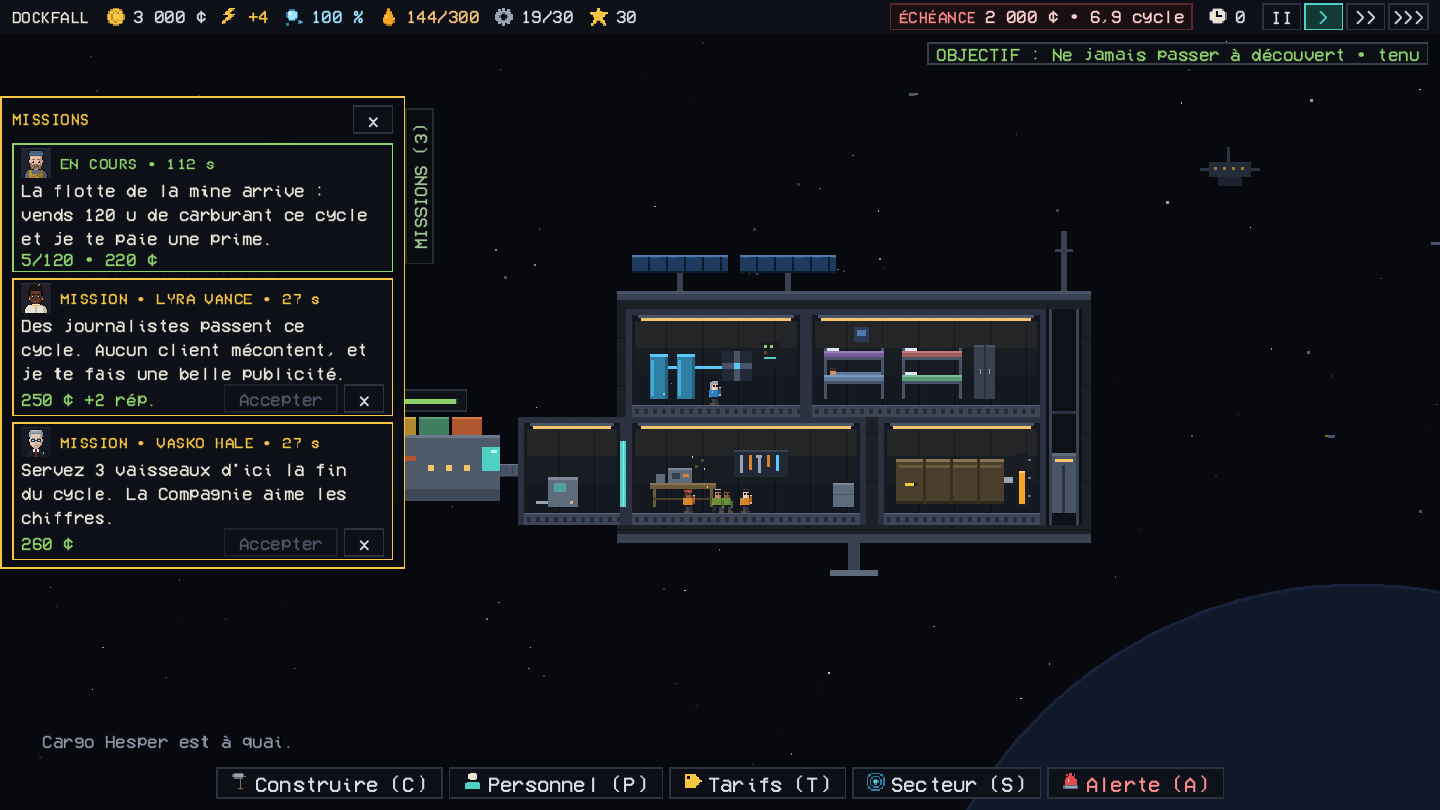 DOCKFALL 3 000 ¢ +4 100 % 144/300 19/30 30 ÉCHÉANCE 2 000 ¢ • 6,9 cycle 0 II > >> >>>
OBJECTIF : Ne jamais passer à découvert • tenu
MISSIONS x
MISSIONS (3)
EN COURS • 112 s
La flotte de la mine arrive :
vends 120 u de carburant ce cycle
et je te paie une prime.
5/120 • 220 ¢
MISSION • LYRA VANCE • 27 s
Des journalistes passent ce
cycle. Aucun client mécontent, et
je te fais une belle publicité.
250 ¢ +2 rép. Accepter x
MISSION • VASKO HALE • 27 s
Servez 3 vaisseaux d'ici la fin
du cycle. La Compagnie aime les
chiffres.
260 ¢ Accepter x
Cargo Hesper est à quai.
Construire (C) Personnel (P) Tarifs (T) Secteur (S) Alerte (A)